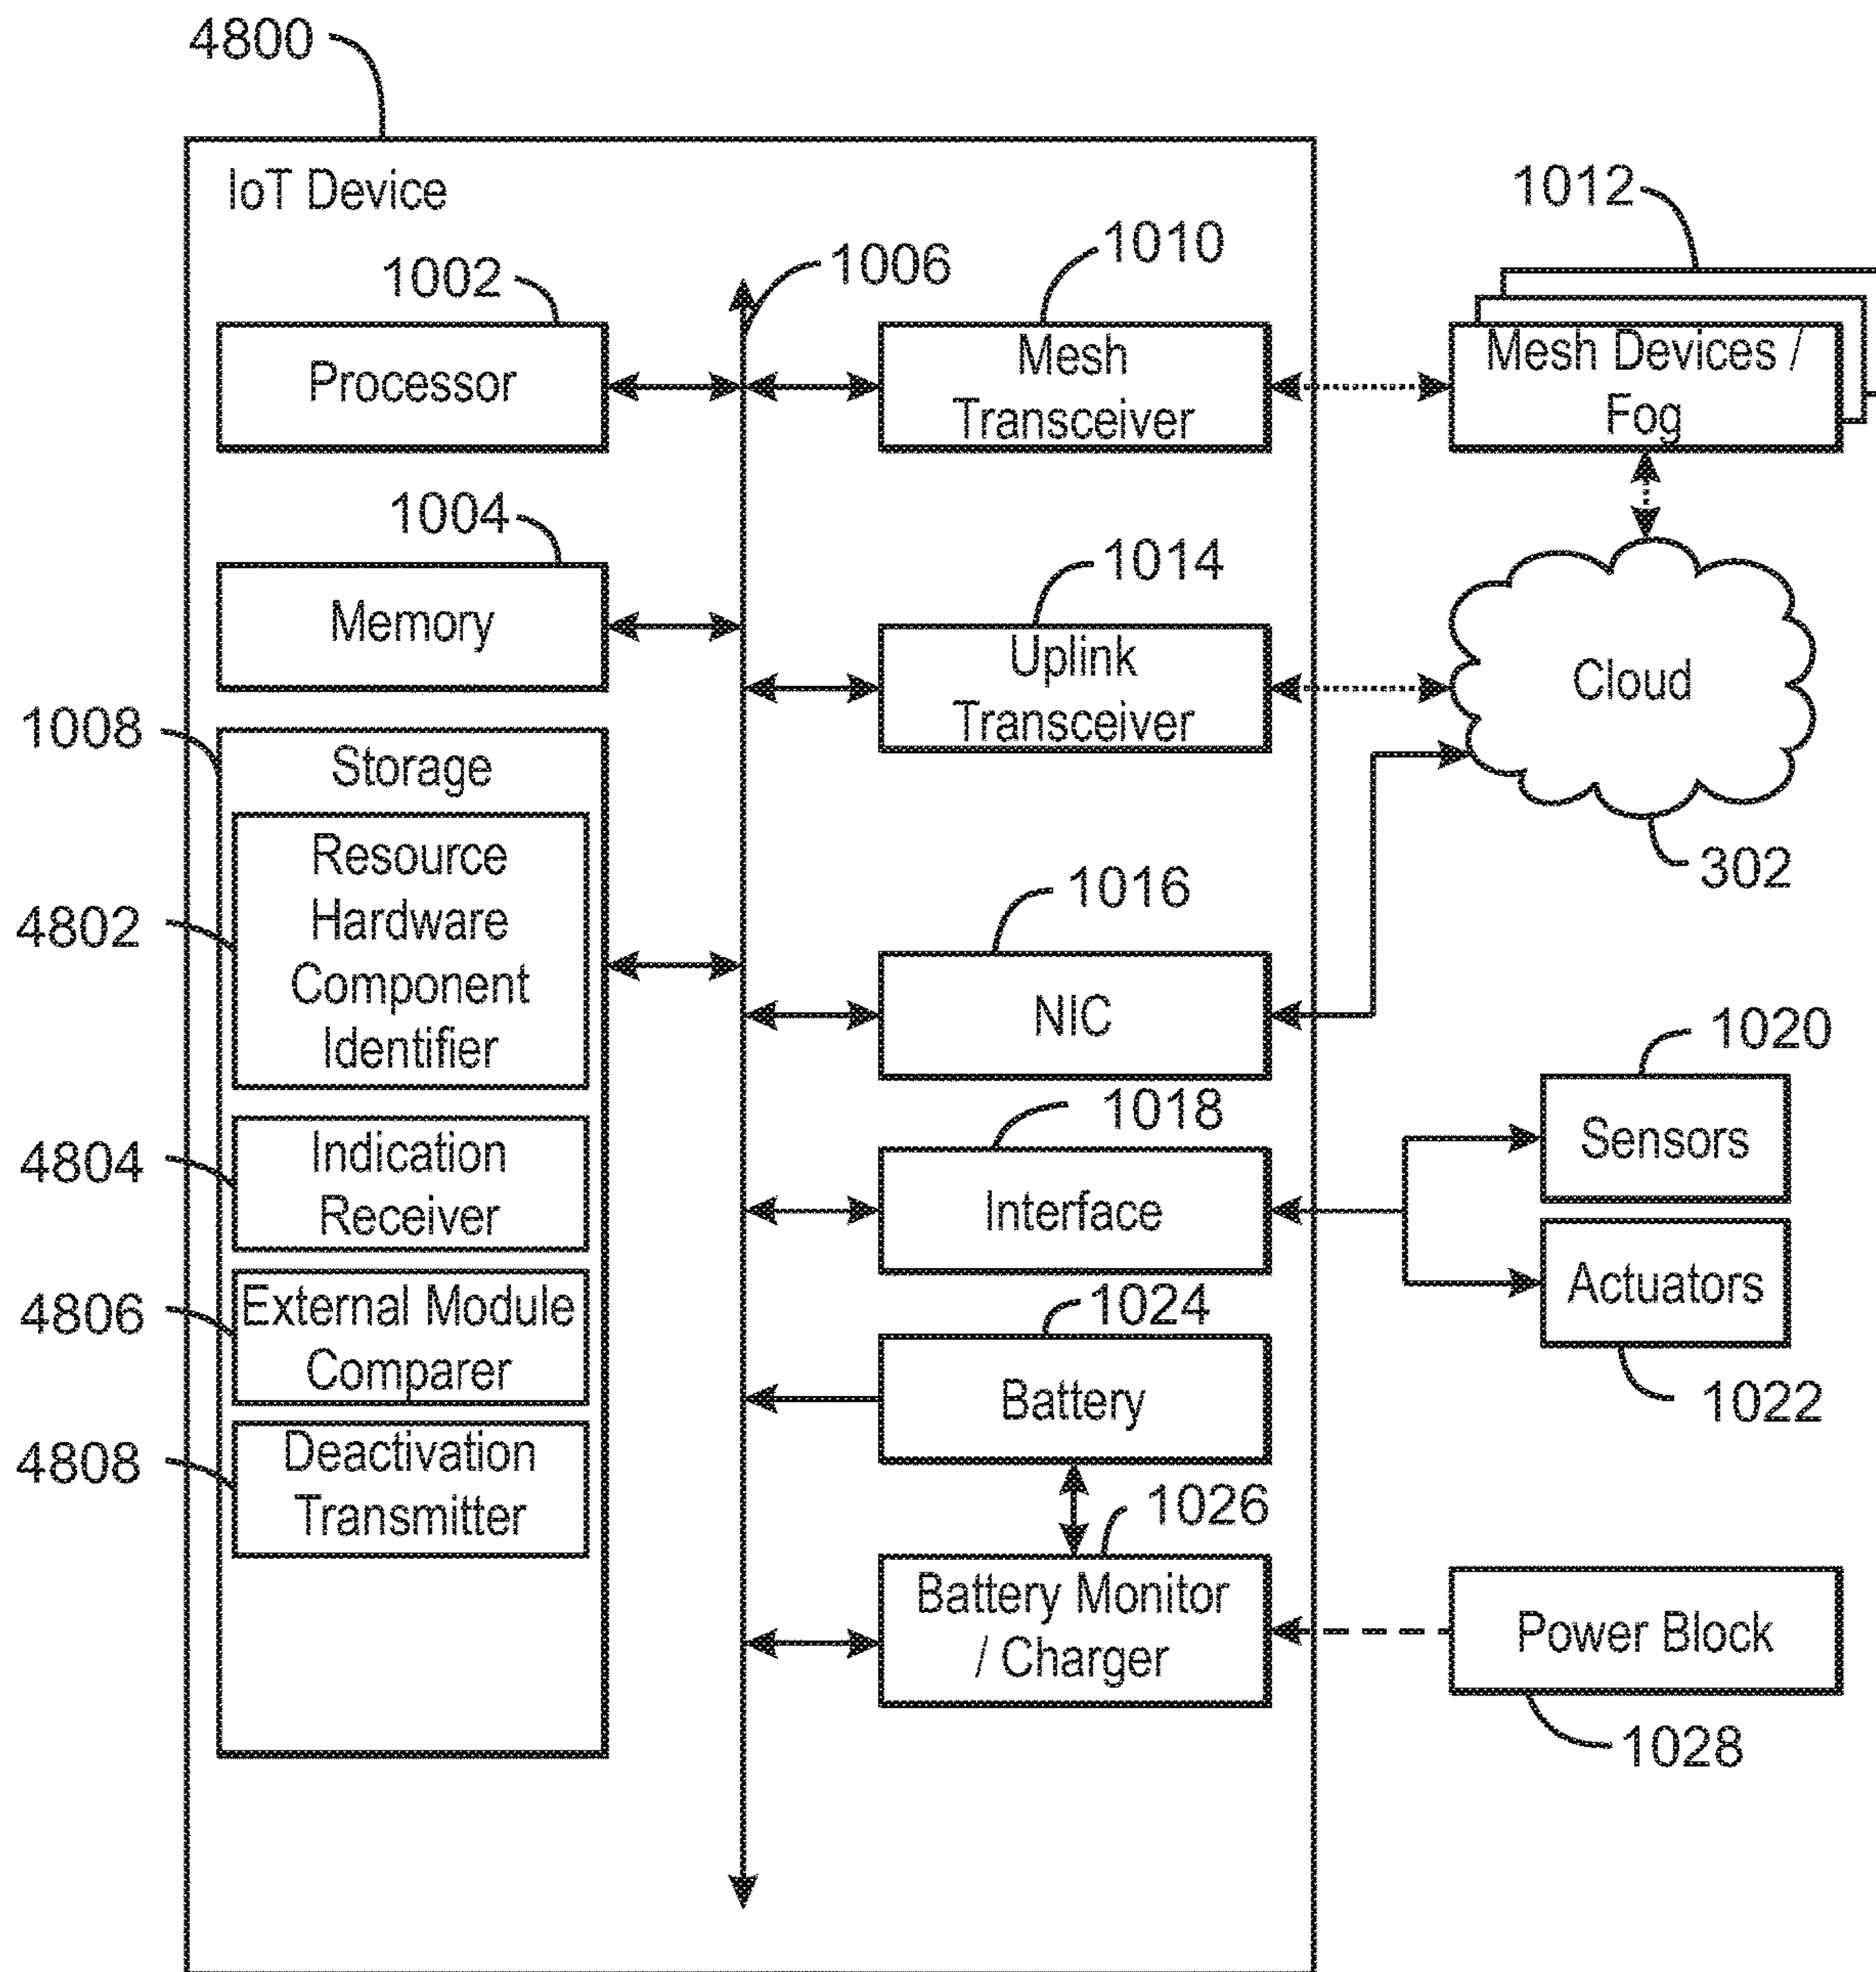 4800
IoT Device
1012
1010
1006
1002
Processor
Mesh
Transceiver
Mesh Devices /
Fog
1004
Memory
1014
Uplink
Transceiver
Cloud
302
1008
Storage
4802
Resource
Hardware
Component
Identifier
1016
NIC
1020
Sensors
1018
Interface
4804
Indication
Receiver
Actuators
1022
4806
External Module
Comparer
1024
Battery
4808
Deactivation
Transmitter
1026
Battery Monitor
/ Charger
Power Block
1028